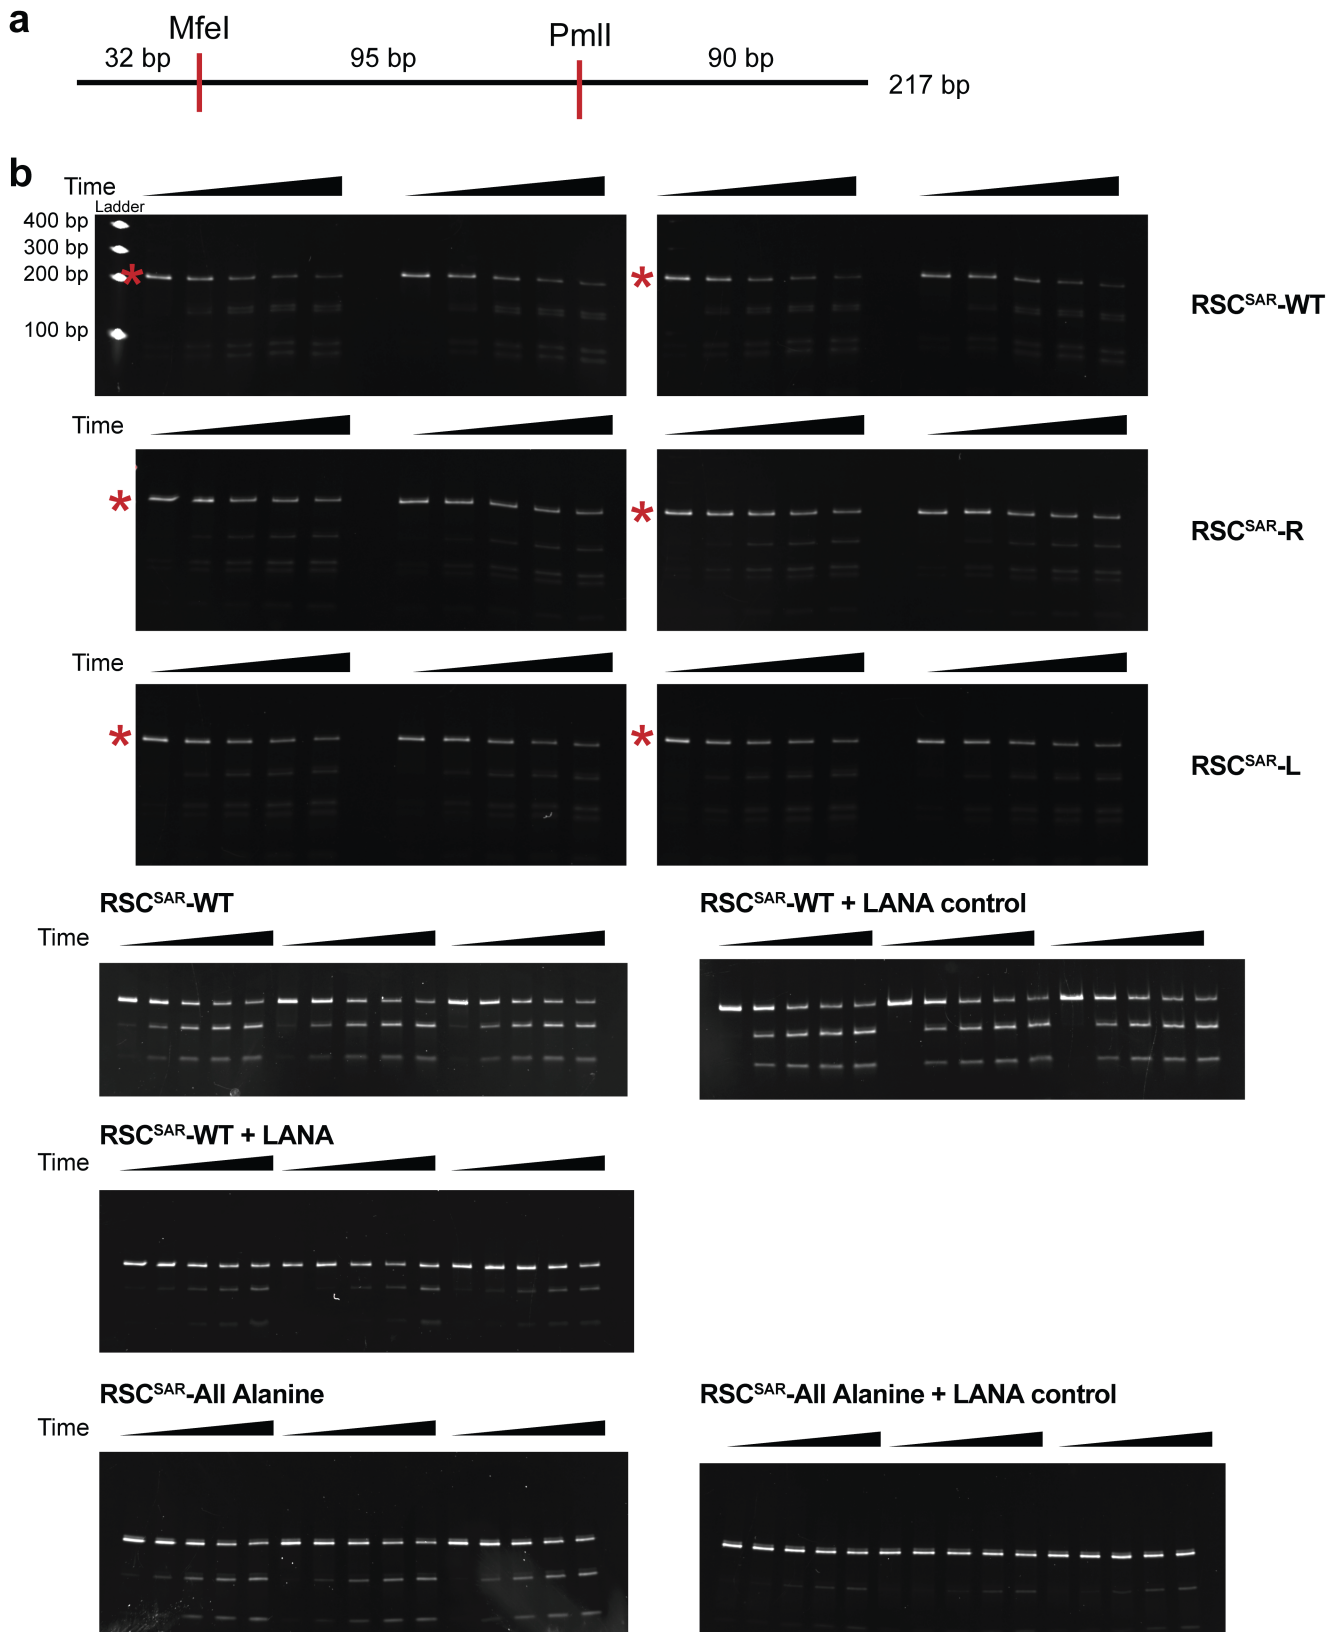 a
MfeI
PmlI
32 bp
95 bp
90 bp
217 bp
b
Time
Ladder
400 bp
300 bp
200 bp
100 bp
*
*
RSCSAR-WT
Time
*
*
RSCSAR-R
Time
*
*
RSCSAR-L
RSCSAR-WT
RSCSAR-WT + LANA control
Time
RSCSAR-WT + LANA
Time
RSCSAR-All Alanine
RSCSAR-All Alanine + LANA control
Time